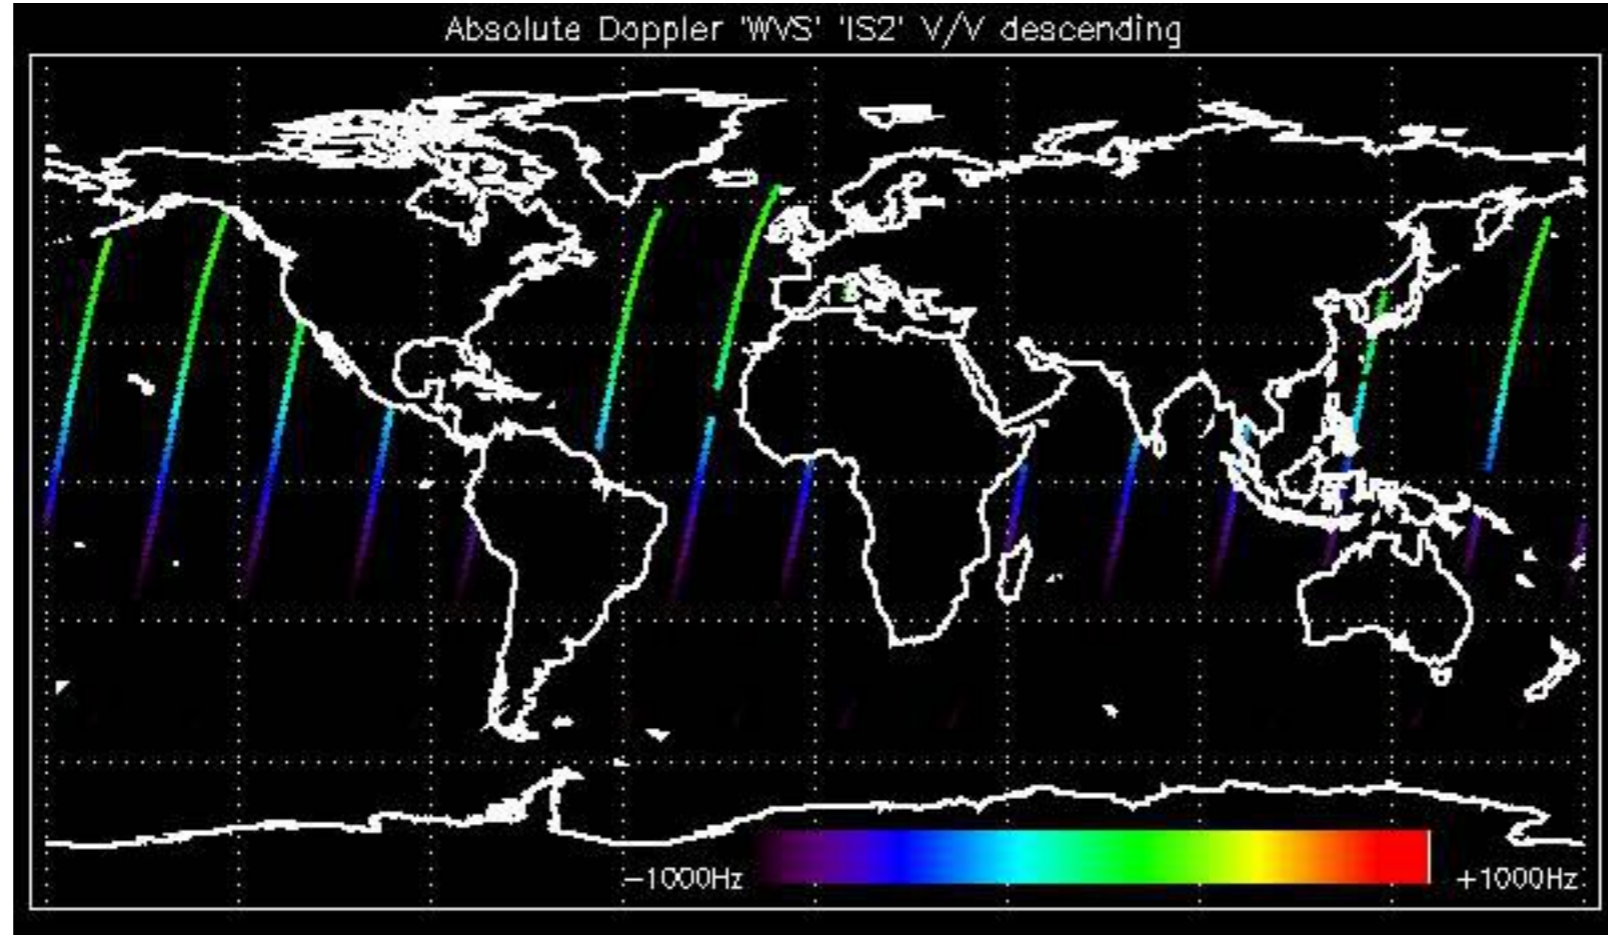 Absolute Doppler 'WVS' 'IS2' V/V descending
−1000Hz +1000Hz